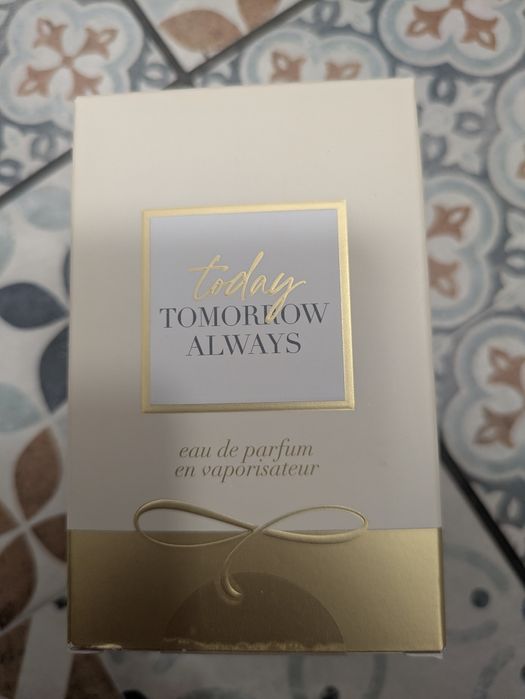 today
TOMORROW
ALWAYS
eau de parfum
en vaporisateur